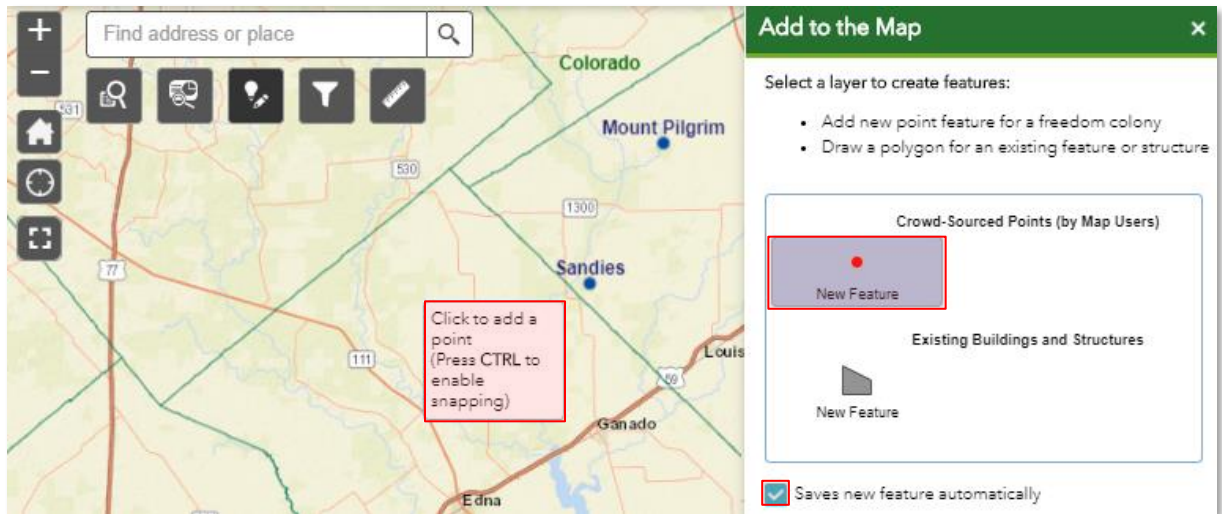 Find address or place
Colorado
Mount Pilgrim
531
530
1300
77
Sandies
Click to add a
point
(Press CTRL to
enable
snapping)
111
Louis
59
Ganado
Edna
Add to the Map
×
Select a layer to create features:
• Add new point feature for a freedom colony
• Draw a polygon for an existing feature or structure
Crowd-Sourced Points (by Map Users)
New Feature
Existing Buildings and Structures
New Feature
Saves new feature automatically